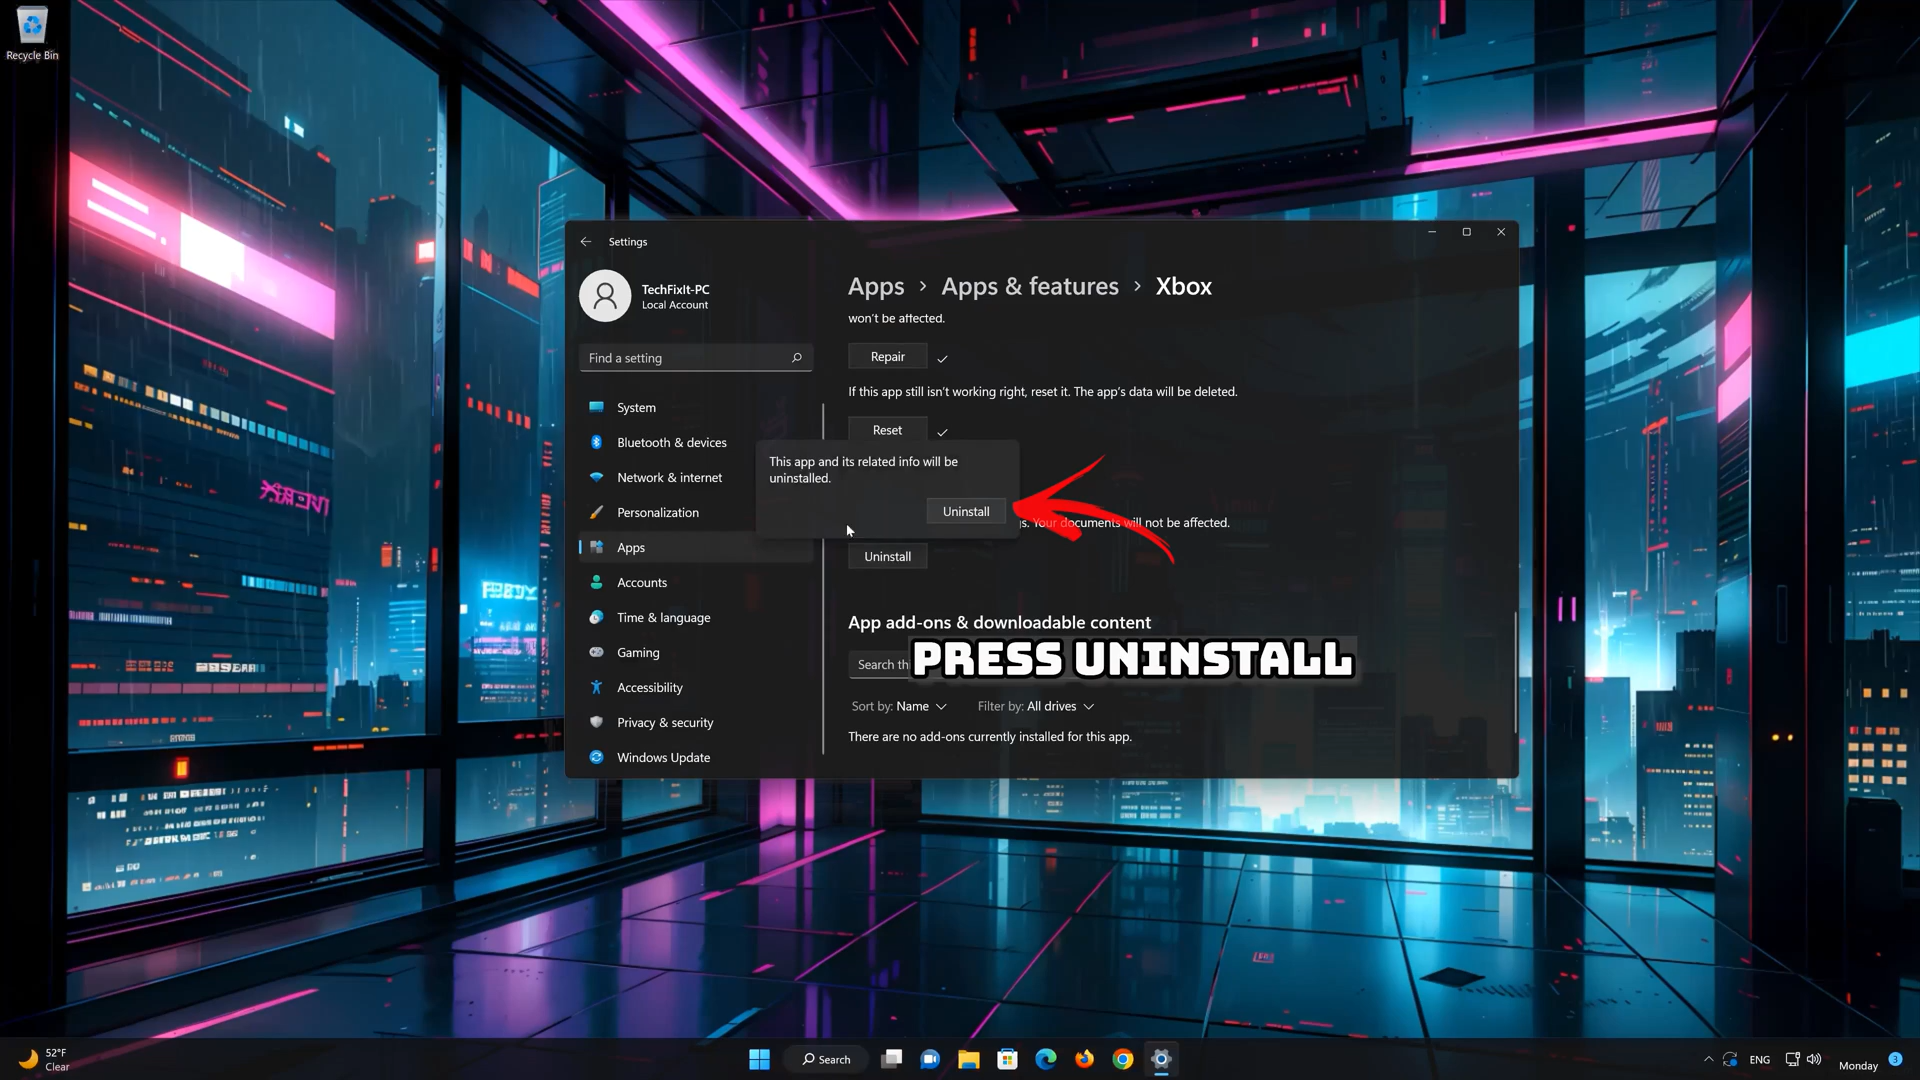 Recycle Bin
Settings
TechFixIt-PC
Local Account
Find a setting
System
Bluetooth & devices
Network & internet
Personalization
Apps
Accounts
Time & language
Gaming
Accessibility
Privacy & security
Windows Update
Apps > Apps & features > Xbox
won't be affected.
Repair
If this app still isn't working right, reset it. The app's data will be deleted.
Reset
This app and its related info will be
uninstalled.
Uninstall
Your documents will not be affected.
Uninstall
App add-ons & downloadable content
Search th
PRESS UNINSTALL
Sort by: Name Filter by: All drives
There are no add-ons currently installed for this app.
52°F
Clear
Search
ENG
Monday
3